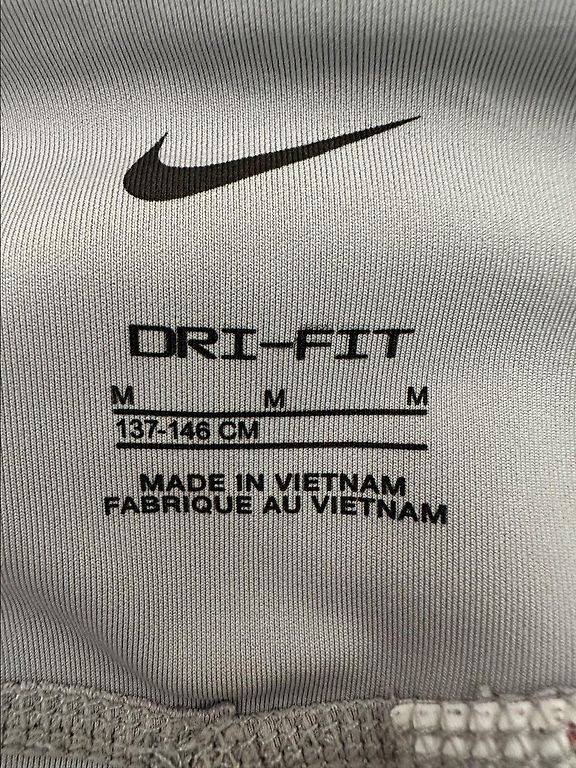 DRI-FIT
M M M
137-146 CM
MADE IN VIETNAM
FABRIQUE AU VIETNAM